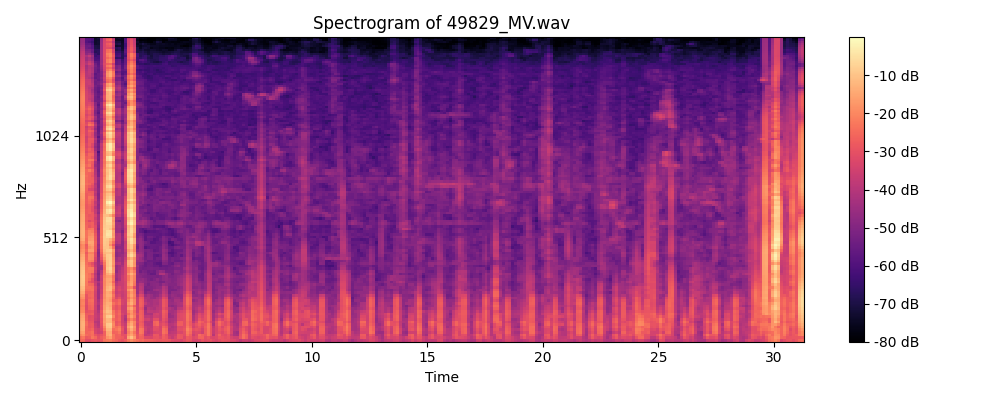 Spectrogram of 49829_MV.wav
Hz
1024
512
0
0 5 10 15 20 25 30
Time
-10 dB
-20 dB
-30 dB
-40 dB
-50 dB
-60 dB
-70 dB
-80 dB